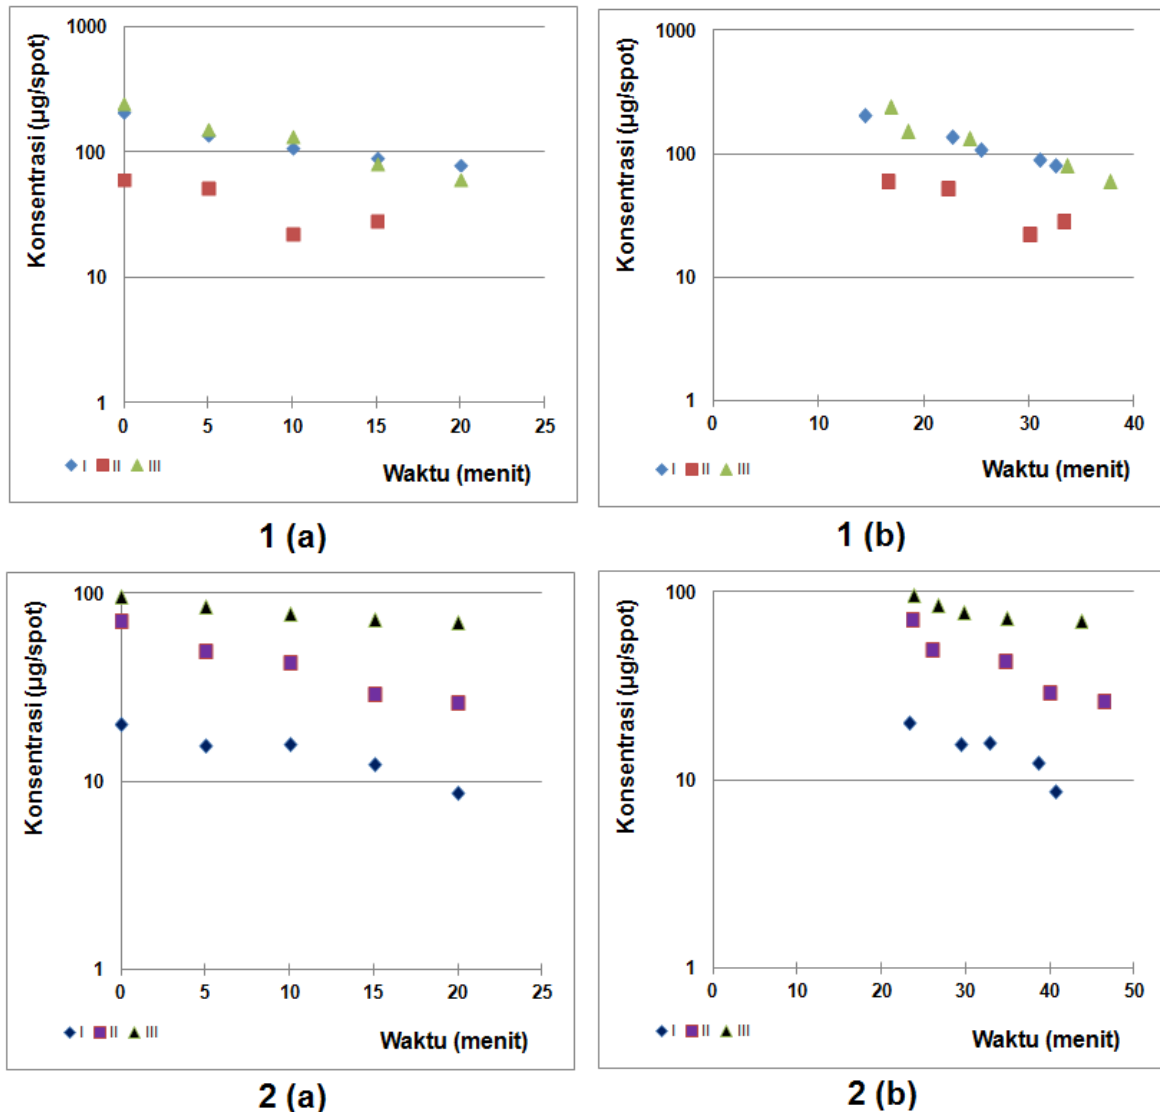 Konsentrasi (µg/spot)
1000
100
10
1
0 5 10 15 20 25
I II III
Waktu (menit)
1 (a)
Konsentrasi (µg/spot)
1000
100
10
1
0 10 20 30 40
I II III
Waktu (menit)
1 (b)
Konsentrasi (µg/spot)
100
10
1
0 5 10 15 20 25
I II III
Waktu (menit)
2 (a)
Konsentrasi (µg/spot)
100
10
1
0 10 20 30 40 50
I II III
Waktu (menit)
2 (b)